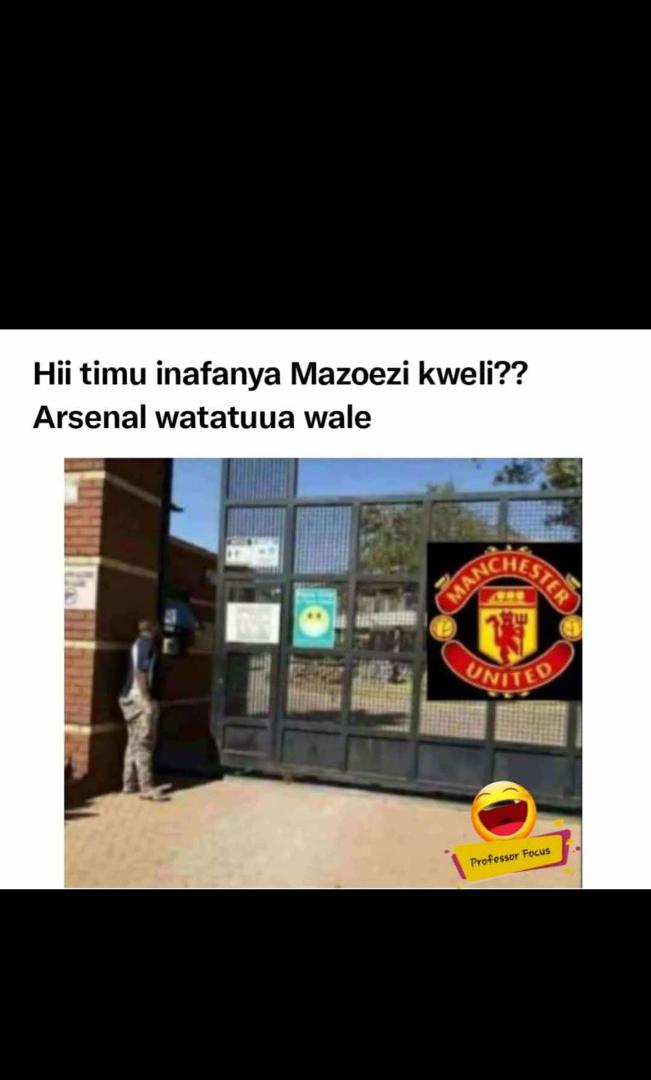 Hii timu inafanya Mazoezi kweli??
Arsenal watatuua wale
MANCHESTER
UNITED
Professor Focus